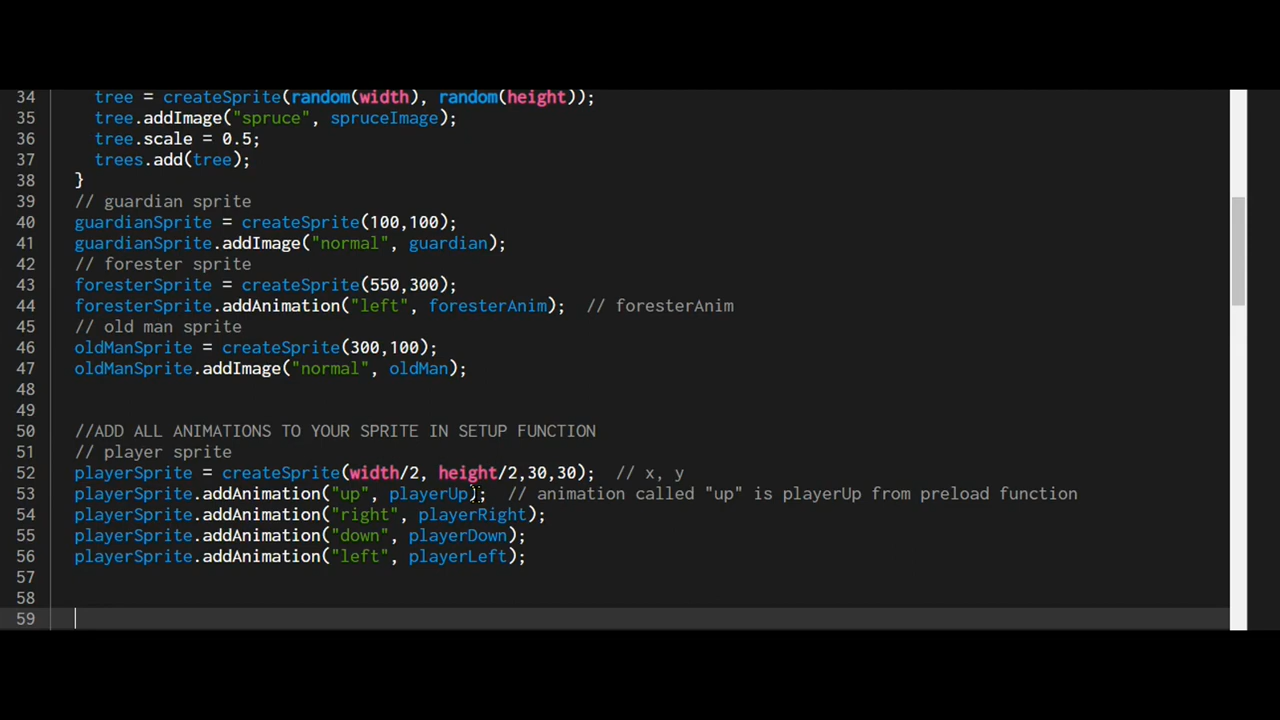 34 tree = createSprite(random(width), random(height));
35 tree.addImage("spruce", spruceImage);
36 tree.scale = 0.5;
37 trees.add(tree);
38 }
39 // guardian sprite
40 guardianSprite = createSprite(100,100);
41 guardianSprite.addImage("normal", guardian);
42 // forester sprite
43 foresterSprite = createSprite(550,300);
44 foresterSprite.addAnimation("left", foresterAnim); // foresterAnim
45 // old man sprite
46 oldManSprite = createSprite(300,100);
47 oldManSprite.addImage("normal", oldMan);
48
49
50 //ADD ALL ANIMATIONS TO YOUR SPRITE IN SETUP FUNCTION
51 // player sprite
52 playerSprite = createSprite(width/2, height/2,30,30); // x, y
53 playerSprite.addAnimation("up", playerUp); // animation called "up" is playerUp from preload function
54 playerSprite.addAnimation("right", playerRight);
55 playerSprite.addAnimation("down", playerDown);
56 playerSprite.addAnimation("left", playerLeft);
57
58
59